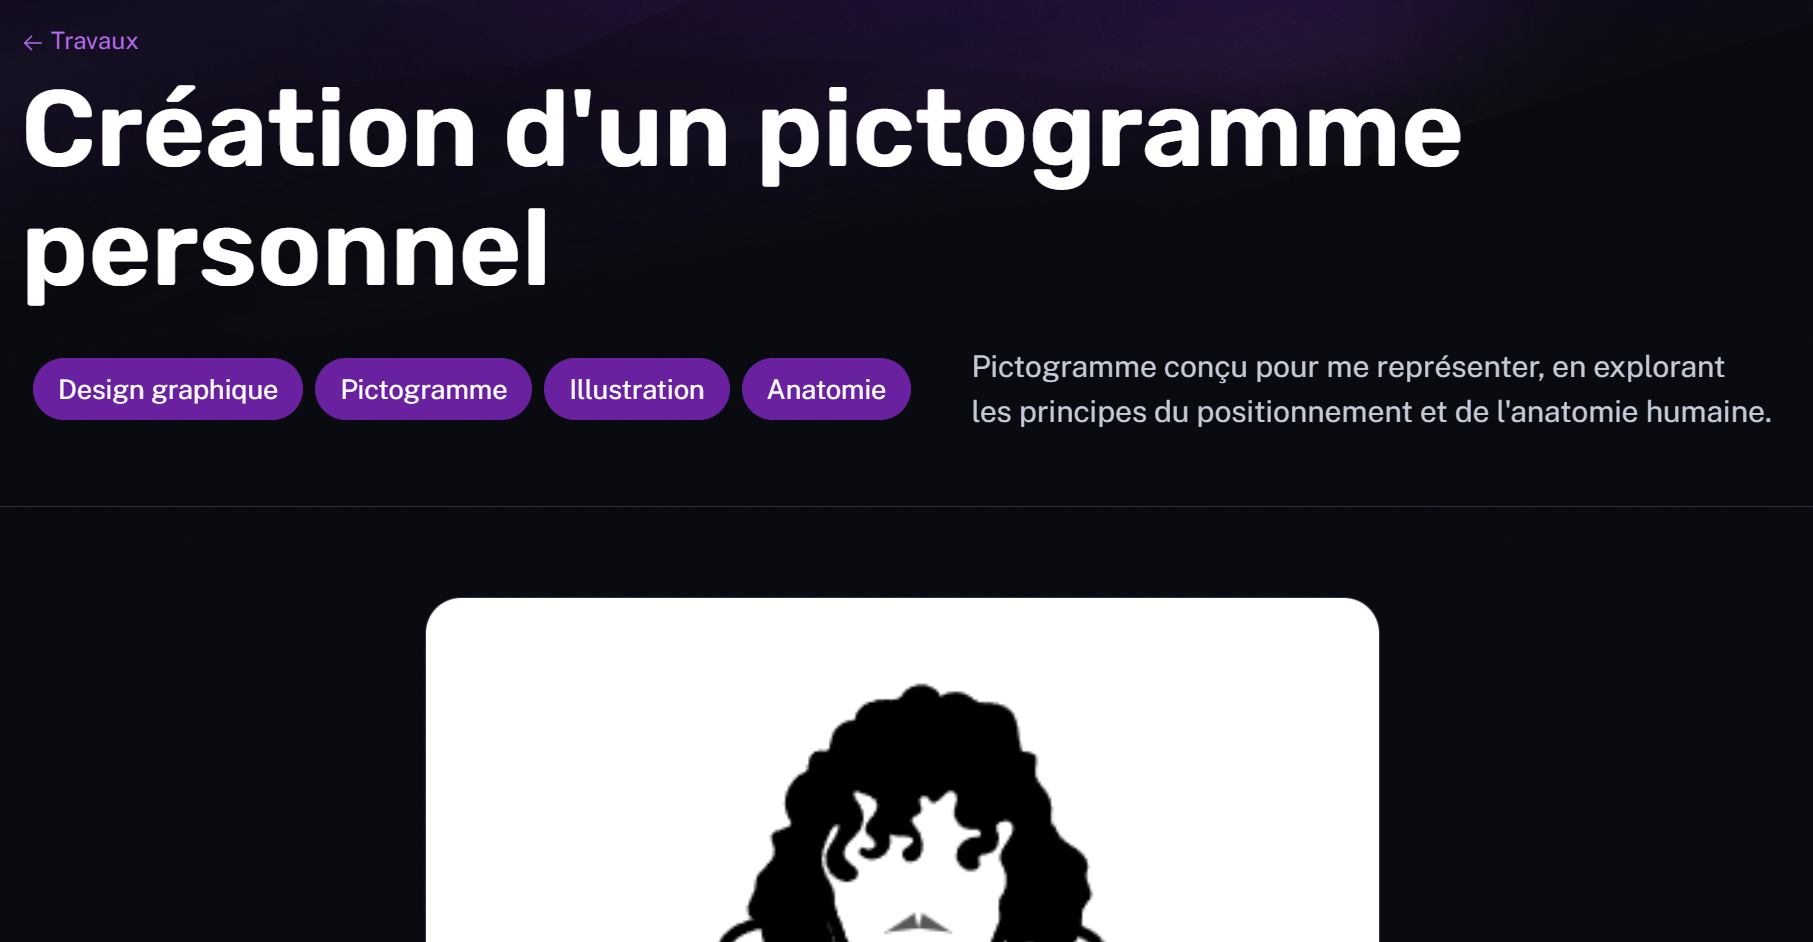 ← Travaux
Création d'un pictogramme
personnel
Design graphique
Pictogramme
Illustration
Anatomie
Pictogramme conçu pour me représenter, en explorant
les principes du positionnement et de l'anatomie humaine.